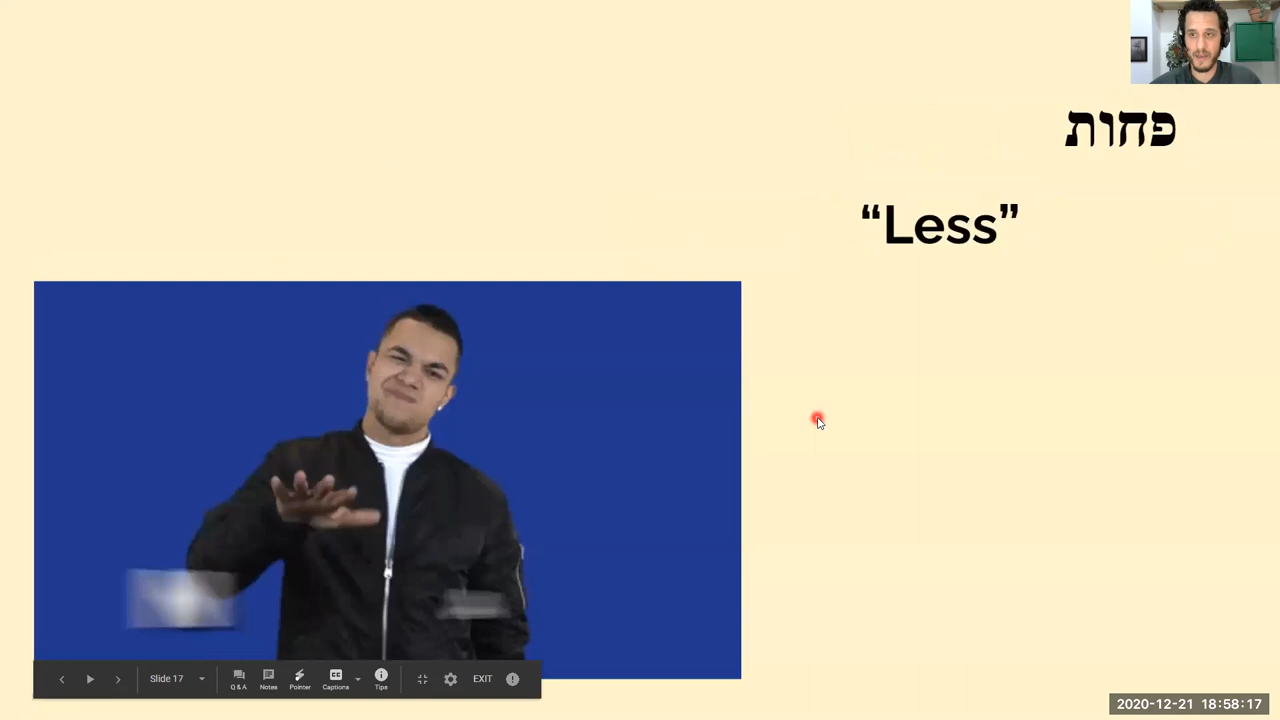 פחות
“Less”
Slide 17
Q & A
Notes
Pointer
Captions
Tips
EXIT
2020-12-21 18:58:17